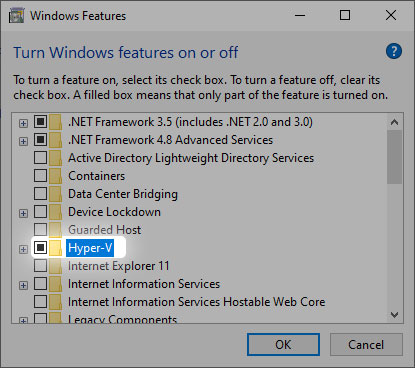 Windows Features
Turn Windows features on or off
To turn a feature on, select its check box. To turn a feature off, clear its
check box. A filled box means that only part of the feature is turned on.
.NET Framework 3.5 (includes .NET 2.0 and 3.0)
.NET Framework 4.8 Advanced Services
Active Directory Lightweight Directory Services
Containers
Data Center Bridging
Device Lockdown
Guarded Host
Hyper-V
Internet Explorer 11
Internet Information Services
Internet Information Services Hostable Web Core
Legacy Components
OK
Cancel